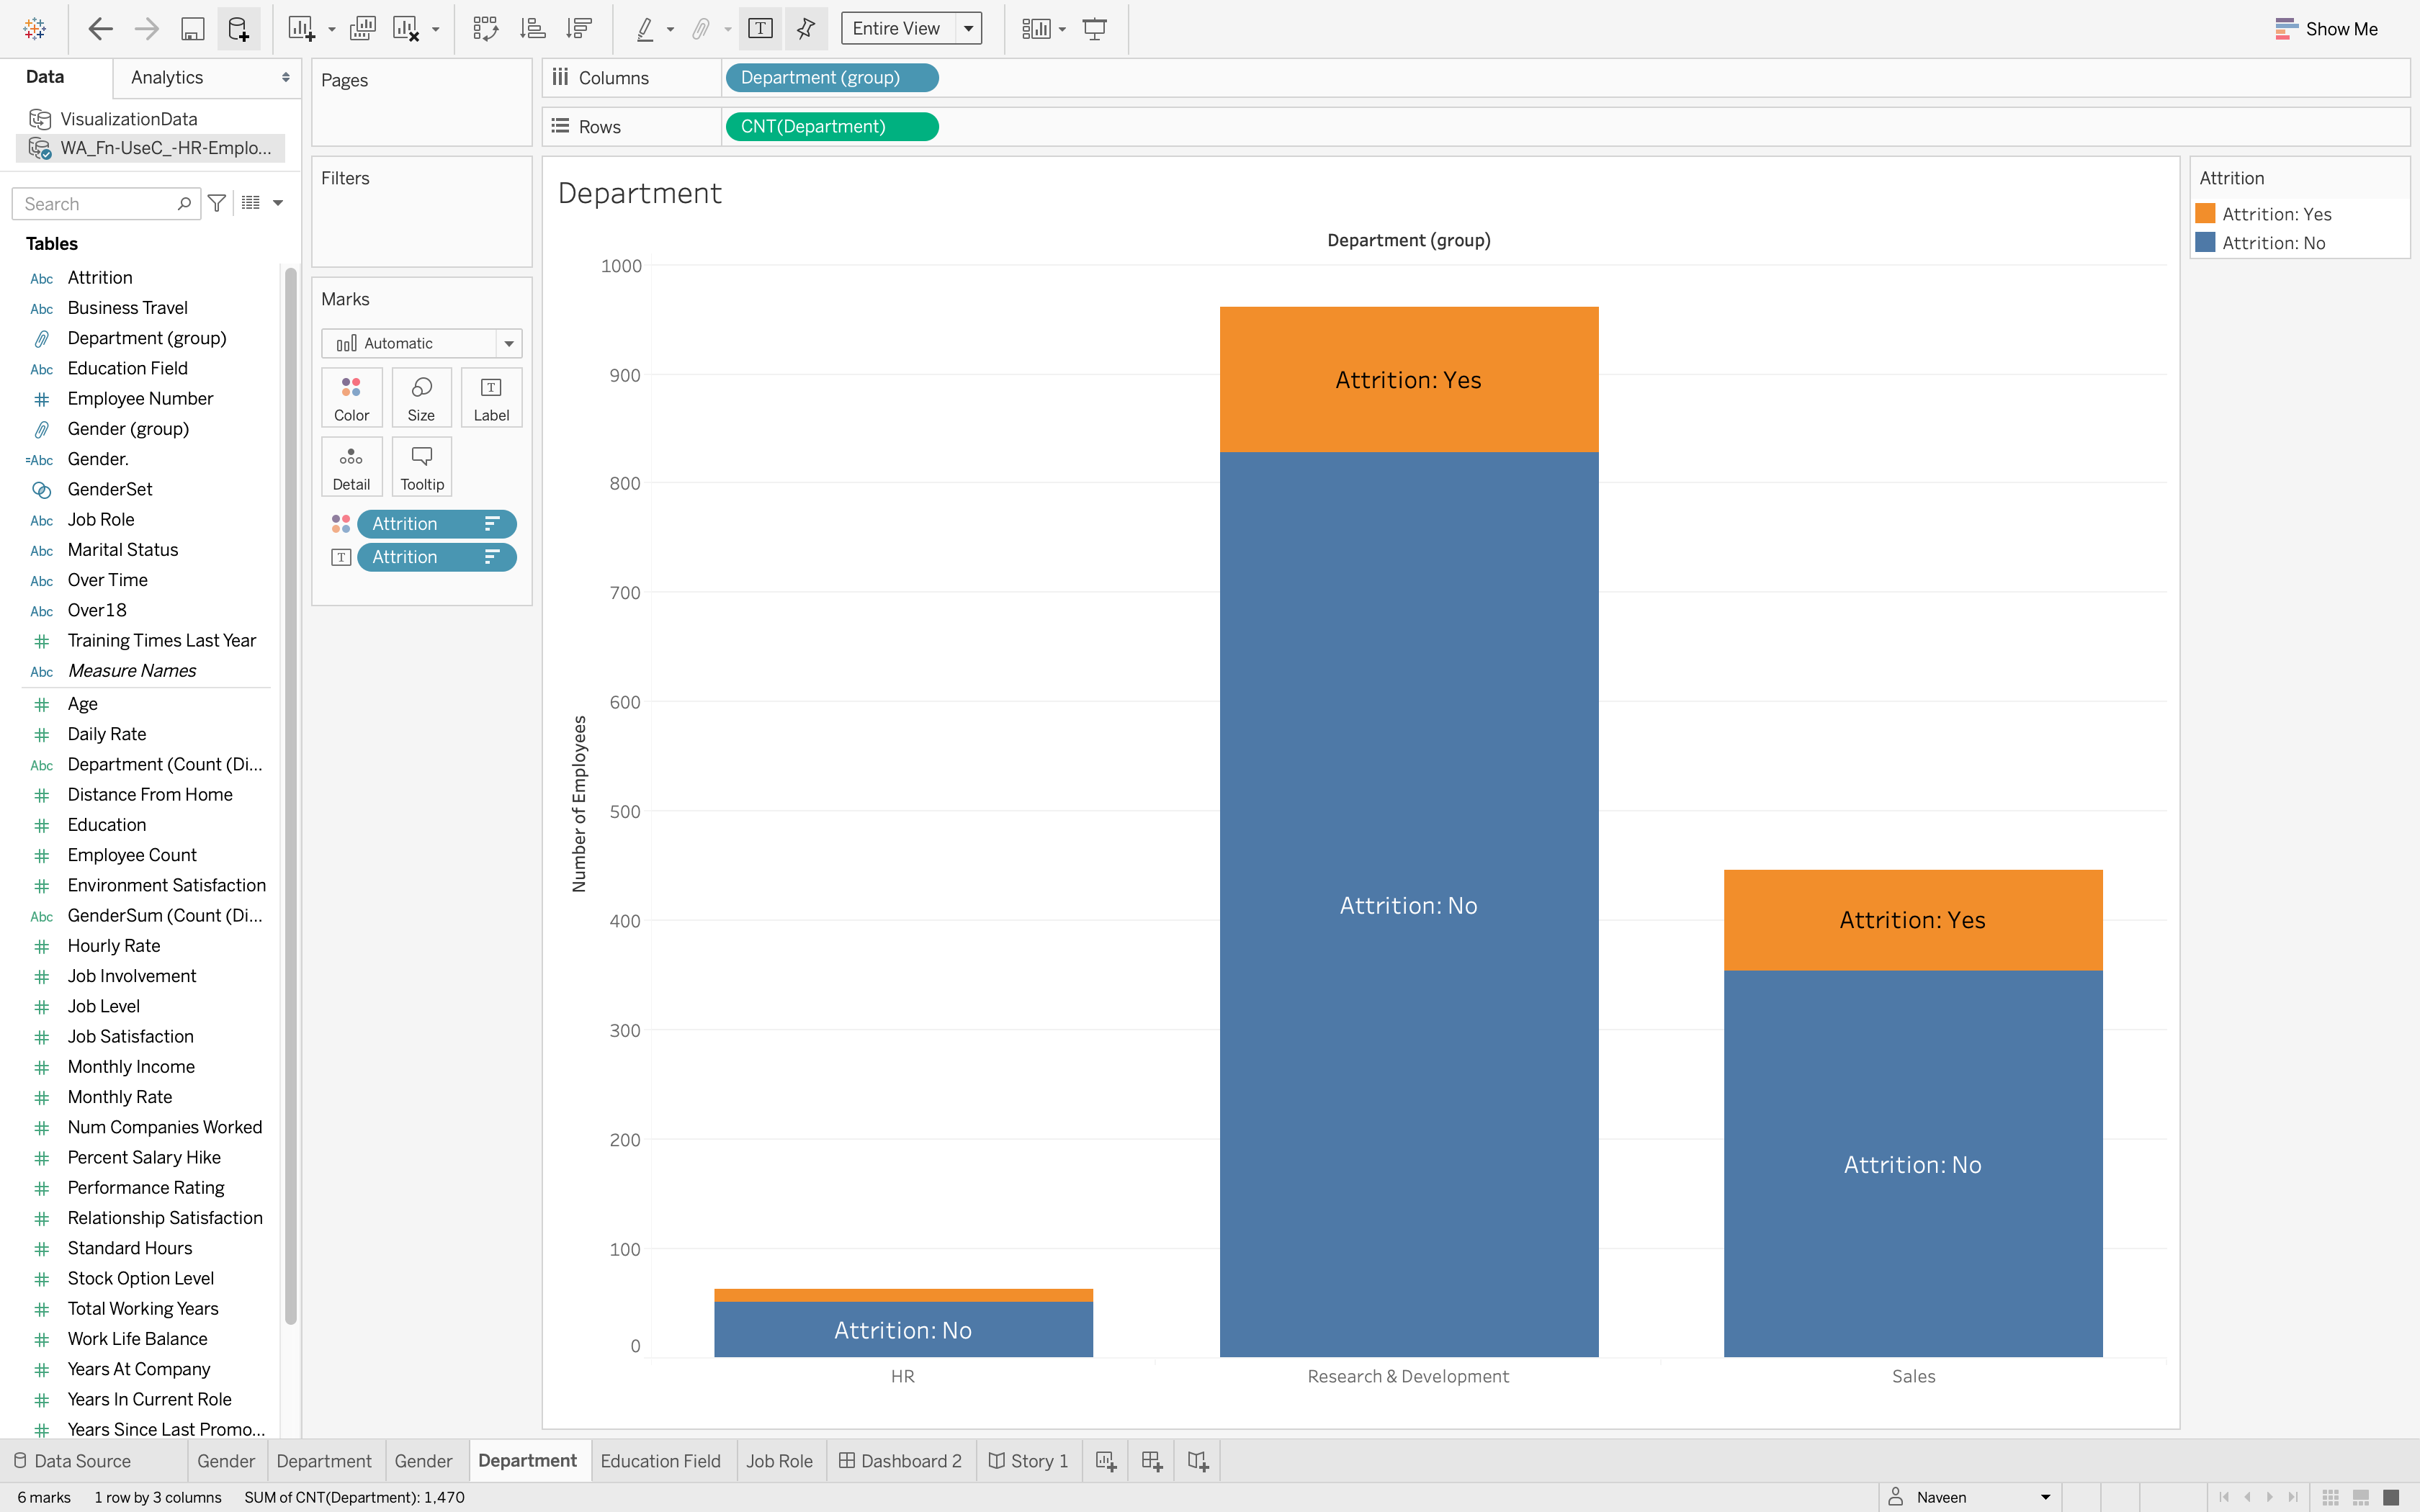 Entire View
Show Me
Data
Analytics
VisualizationData
WA_Fn-UseC_-HR-Emplo...
Search
Tables
Abc Attrition
Abc Business Travel
Department (group)
Abc Education Field
# Employee Number
Gender (group)
=Abc Gender.
GenderSet
Abc Job Role
Abc Marital Status
Abc Over Time
Abc Over18
# Training Times Last Year
Abc Measure Names
# Age
# Daily Rate
Abc Department (Count (Di...
# Distance From Home
# Education
# Employee Count
# Environment Satisfaction
Abc GenderSum (Count (Di...
# Hourly Rate
# Job Involvement
# Job Level
# Job Satisfaction
# Monthly Income
# Monthly Rate
# Num Companies Worked
# Percent Salary Hike
# Performance Rating
# Relationship Satisfaction
# Standard Hours
# Stock Option Level
# Total Working Years
# Work Life Balance
# Years At Company
# Years In Current Role
# Years Since Last Promo...
Pages
Filters
Marks
Automatic
Color
Size
T Label
Detail
Tooltip
Attrition
T Attrition
Columns
Department (group)
Rows
CNT(Department)
Department
Department (group)
Number of Employees
1000
900
800
700
600
500
400
300
200
100
0
Attrition: No
Attrition: Yes
Attrition: No
Attrition: Yes
Attrition: No
HR
Research & Development
Sales
Attrition
Attrition: Yes
Attrition: No
Data Source
Gender
Department
Gender
Department
Education Field
Job Role
Dashboard 2
Story 1
6 marks
1 row by 3 columns
SUM of CNT(Department): 1,470
Naveen